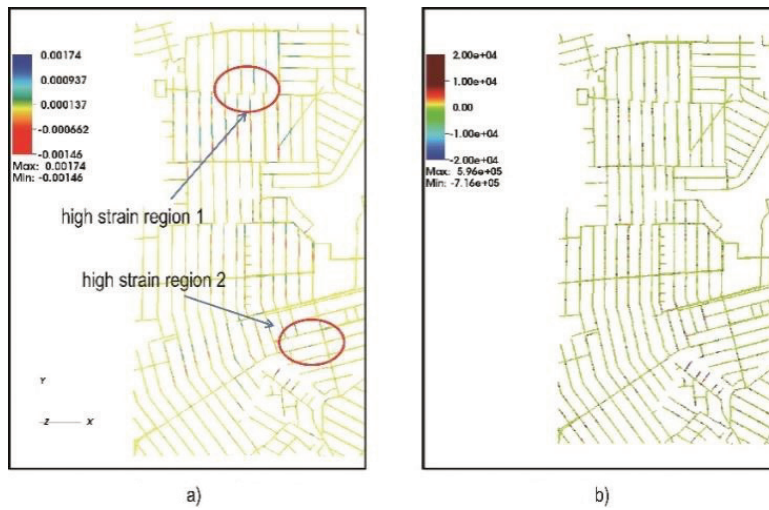 0.00174
0.000937
0.000137
-0.000662
-0.00146
Max: 0.00174
Min: -0.00146
high strain region 1
high strain region 2
Y
Z X
a)
2.00e+04
1.00e+04
0.00
-1.00e+04
-2.00e+04
Max: 5.96e+05
Min: -7.16e+05
b)